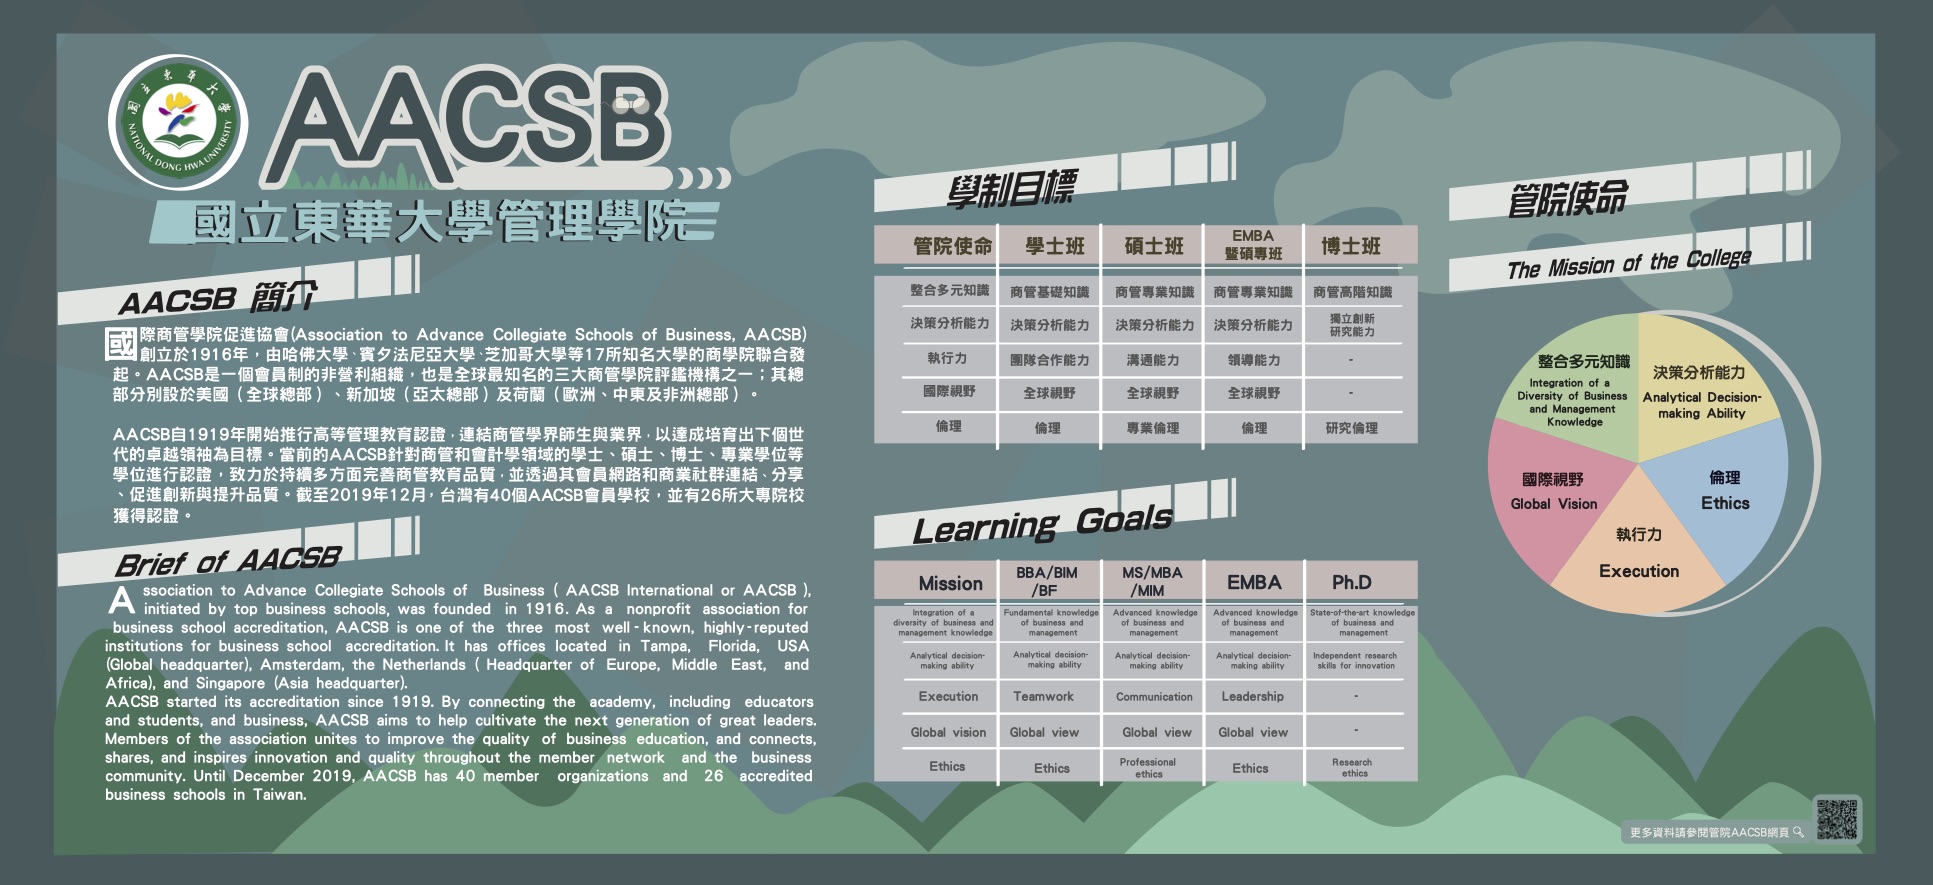 國立東華大學
NATIONAL DONG HWA UNIVERSITY
AACSB
國立東華大學管理學院
AACSB 簡介
國際商管學院促進協會(Association to Advance Collegiate Schools of Business, AACSB)
創立於1916年，由哈佛大學、賓夕法尼亞大學、芝加哥大學等17所知名大學的商學院聯合發
起。AACSB是一個會員制的非營利組織，也是全球最知名的三大商管學院評鑑機構之一；其總
部分別設於美國（全球總部）、新加坡（亞太總部）及荷蘭（歐洲、中東及非洲總部）。
AACSB自1919年開始推行高等管理教育認證，連結商管學界師生與業界，以達成培育出下個世
代的卓越領袖為目標。當前的AACSB針對商管和會計學領域的學士、碩士、博士、專業學位等
學位進行認證，致力於持續多方面完善商管教育品質，並透過其會員網路和商業社群連結、分享
、促進創新與提升品質。截至2019年12月，台灣有40個AACSB會員學校，並有26所大專院校
獲得認證。
Brief of AACSB
Association to Advance Collegiate Schools of Business ( AACSB International or AACSB ),
initiated by top business schools, was founded in 1916. As a nonprofit association for
business school accreditation, AACSB is one of the three most well-known, highly-reputed
institutions for business school accreditation. It has offices located in Tampa, Florida, USA
(Global headquarter), Amsterdam, the Netherlands ( Headquarter of Europe, Middle East, and
Africa), and Singapore (Asia headquarter).
AACSB started its accreditation since 1919. By connecting the academy, including educators
and students, and business, AACSB aims to help cultivate the next generation of great leaders.
Members of the association unites to improve the quality of business education, and connects,
shares, and inspires innovation and quality throughout the member network and the business
community. Until December 2019, AACSB has 40 member organizations and 26 accredited
business schools in Taiwan.
學制目標
管院使命 學士班 碩士班 EMBA 暨碩專班 博士班
整合多元知識 商管基礎知識 商管專業知識 商管專業知識 商管高階知識
決策分析能力 決策分析能力 決策分析能力 決策分析能力 獨立創新 研究能力
執行力 團隊合作能力 溝通能力 領導能力 -
國際視野 全球視野 全球視野 全球視野 -
倫理 倫理 專業倫理 倫理 研究倫理
Learning Goals
Mission BBA/BIM /BF MS/MBA /MIM EMBA Ph.D
Integration of a diversity of business and management knowledge Fundamental knowledge of business and management Advanced knowledge of business and management Advanced knowledge of business and management State-of-the-art knowledge of business and management
Analytical decision-making ability Analytical decision-making ability Analytical decision-making ability Analytical decision-making ability Independent research skills for innovation
Execution Teamwork Communication Leadership -
Global vision Global view Global view Global view -
Ethics Ethics Professional ethics Ethics Research ethics
管院使命
The Mission of the College
整合多元知識
Integration of a
Diversity of Business
and Management
Knowledge
決策分析能力
Analytical Decision-
making Ability
國際視野
Global Vision
倫理
Ethics
執行力
Execution
更多資料請參閱管院AACSB網頁